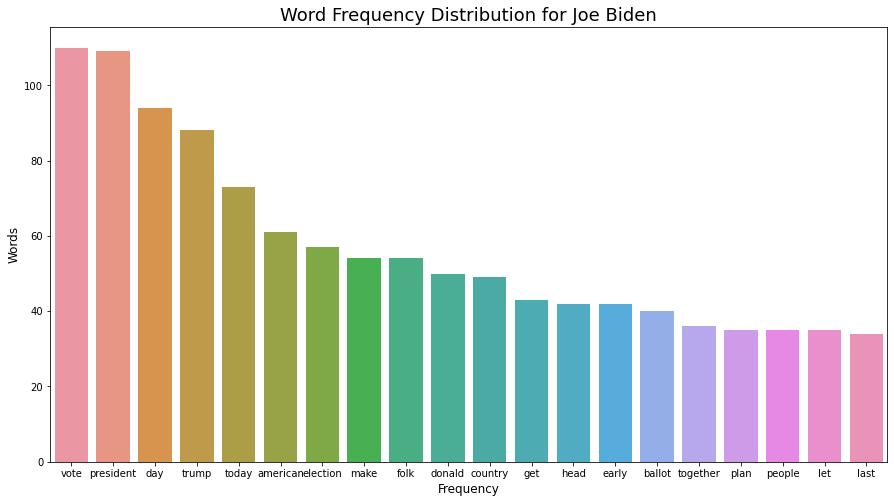 Word Frequency Distribution for Joe Biden
Words
100
80
60
40
20
0
vote president day trump today american election make folk donald country get head early ballot together plan people let last
Frequency